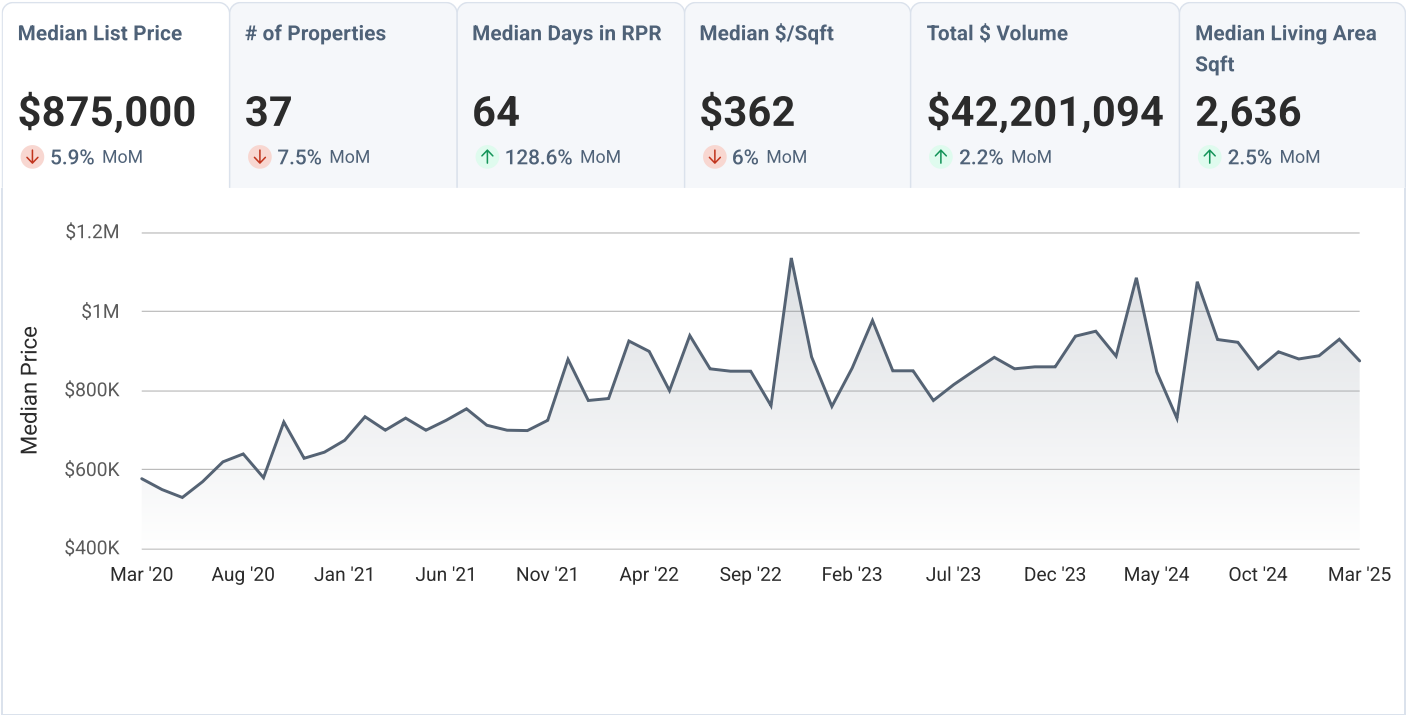 Median List Price
$875,000
5.9% MoM
# of Properties
37
7.5% MoM
Median Days in RPR
64
128.6% MoM
Median $/Sqft
$362
6% MoM
Total $ Volume
$42,201,094
2.2% MoM
Median Living Area
Sqft
2,636
2.5% MoM
Median Price
$1.2M
$1M
$800K
$600K
$400K
Mar '20 Aug '20 Jan '21 Jun '21 Nov '21 Apr '22 Sep '22 Feb '23 Jul '23 Dec '23 May '24 Oct '24 Mar '25